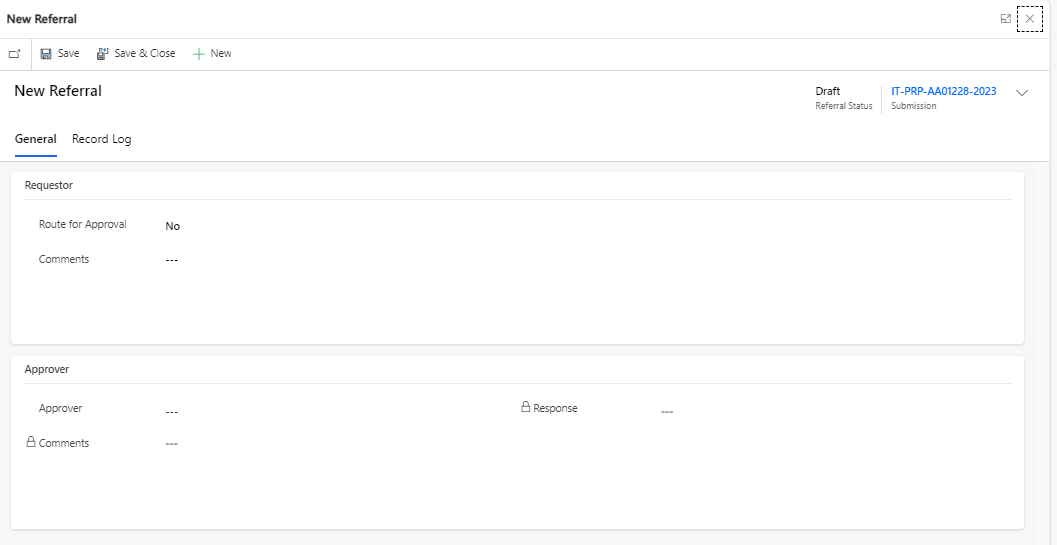 New Referral
Save Save & Close New
New Referral
Draft IT-PRP-AA01228-2023
Referral Status Submission
General Record Log
Requestor
Route for Approval No
Comments ---
Approver
Approver --- Response ---
Comments ---